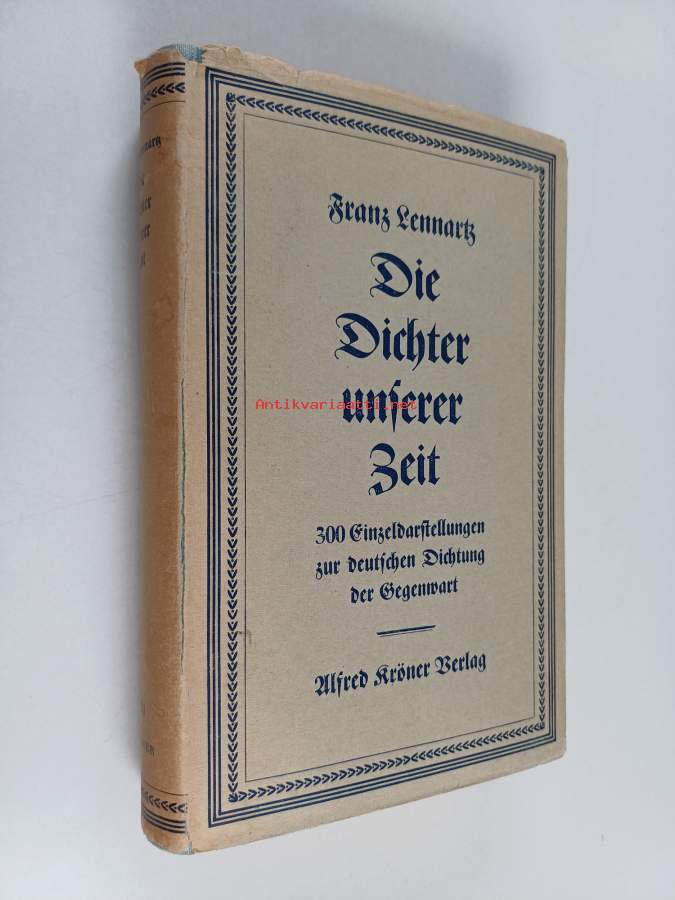 Franz Lennartz
Die
Dichter
unserer
Zeit
300 Einzeldarstellungen
zur deutschen Dichtung
der Gegenwart
Alfred Kröner Verlag
Antikvariaatti.net